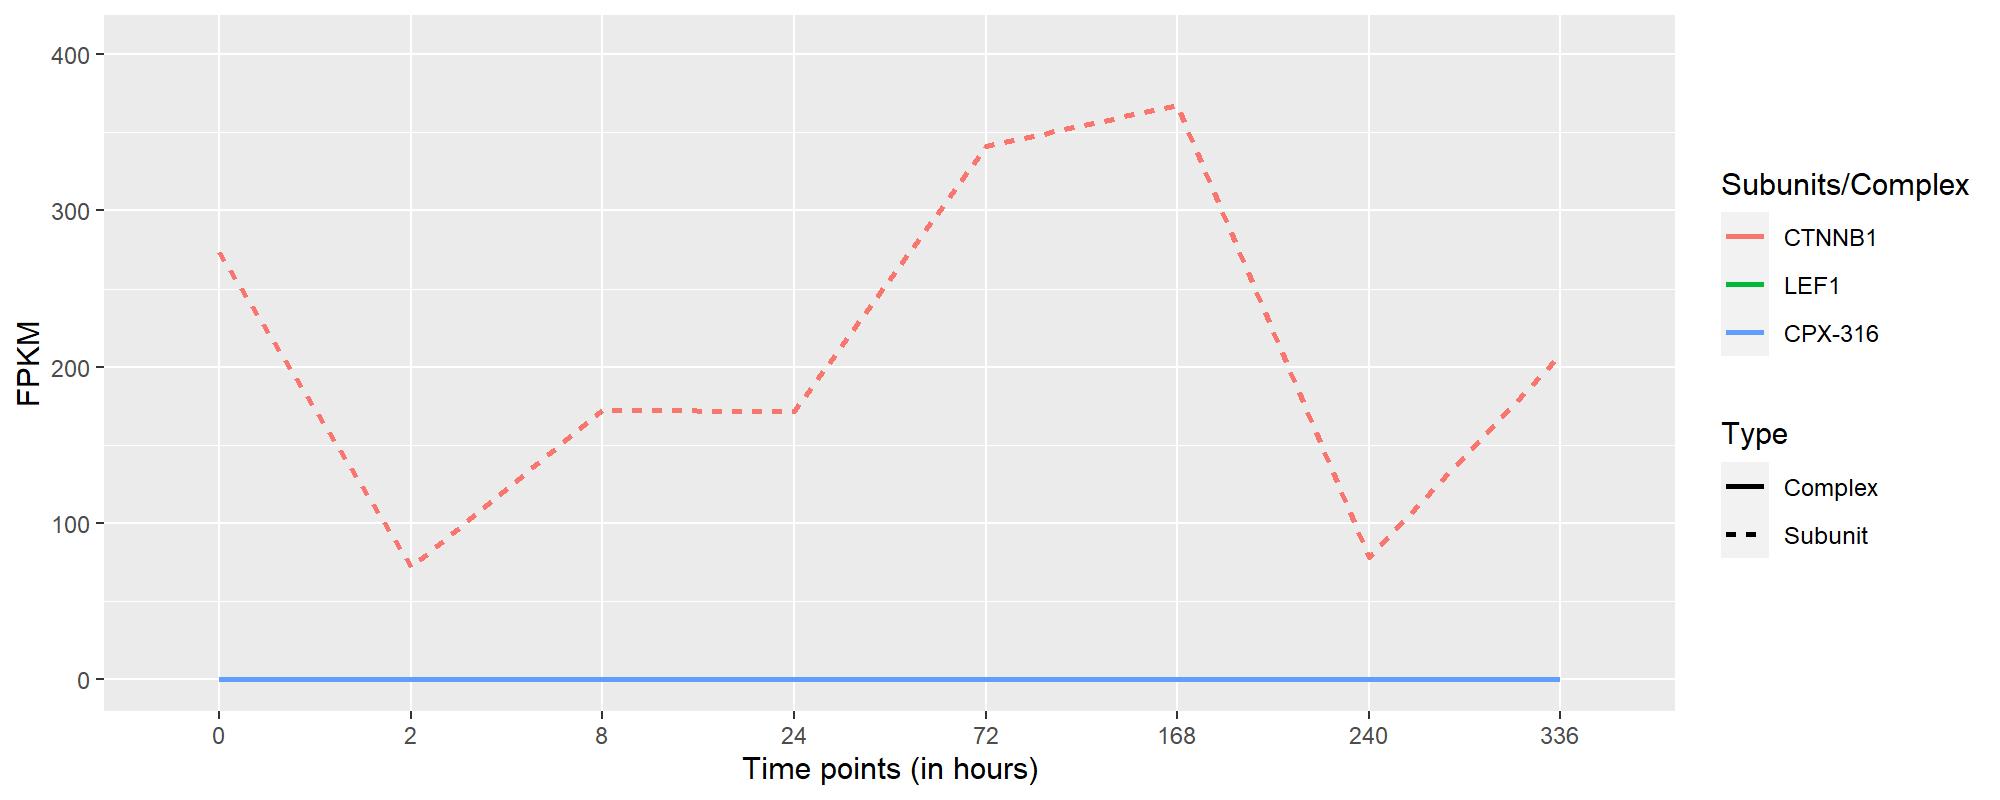 400
300
200
100
0
FPKM
0 2 8 24 72 168 240 336
Time points (in hours)
Subunits/Complex
CTNNB1
LEF1
CPX-316
Type
Complex
Subunit